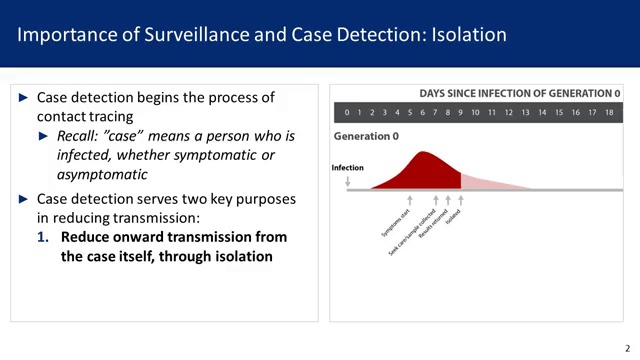 Importance of Surveillance and Case Detection: Isolation
► Case detection begins the process of
contact tracing
► Recall: ”case” means a person who is
infected, whether symptomatic or
asymptomatic
► Case detection serves two key purposes
in reducing transmission:
1. Reduce onward transmission from
the case itself, through isolation
DAYS SINCE INFECTION OF GENERATION 0
0 1 2 3 4 5 6 7 8 9 10 11 12 13 14 15 16 17 18
Generation 0
Infection
Symptoms start
Seek care/sample collected
Results returned
Isolated
2